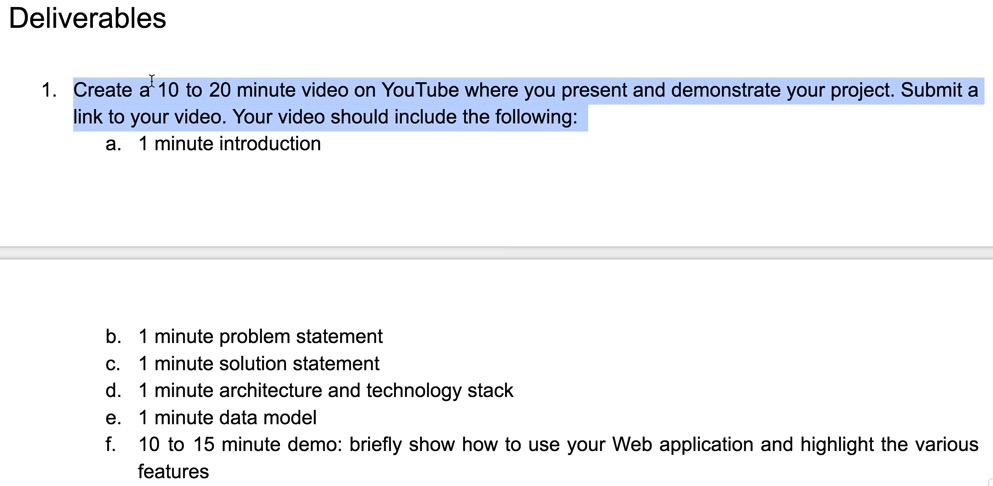 Deliverables
1. Create a 10 to 20 minute video on YouTube where you present and demonstrate your project. Submit a
link to your video. Your video should include the following:
a. 1 minute introduction
b. 1 minute problem statement
c. 1 minute solution statement
d. 1 minute architecture and technology stack
e. 1 minute data model
f. 10 to 15 minute demo: briefly show how to use your Web application and highlight the various
features